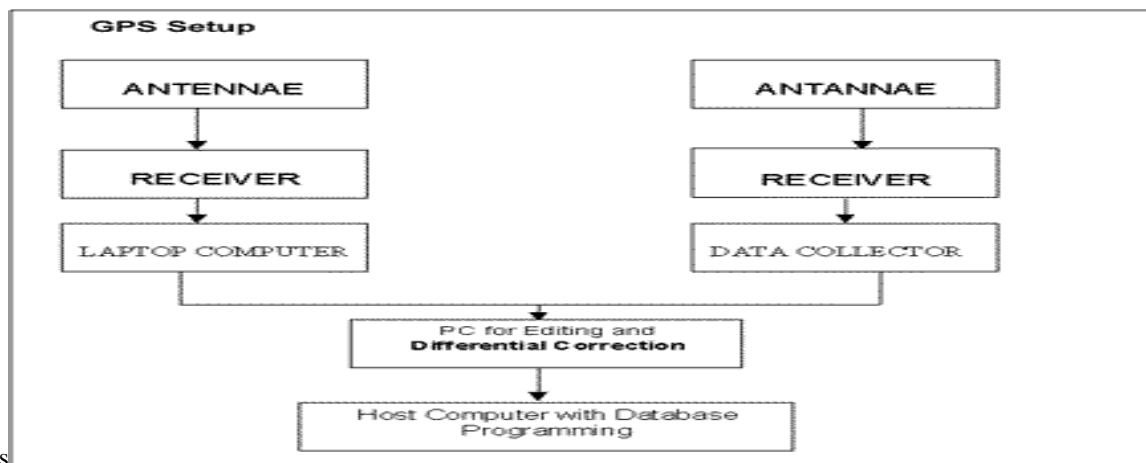 GPS Setup
ANTENNAE
ANTANNAE
RECEIVER
RECEIVER
LAPTOP COMPUTER
DATA COLLECTOR
PC for Editing and
Differential Correction
Host Computer with Database
Programming
s